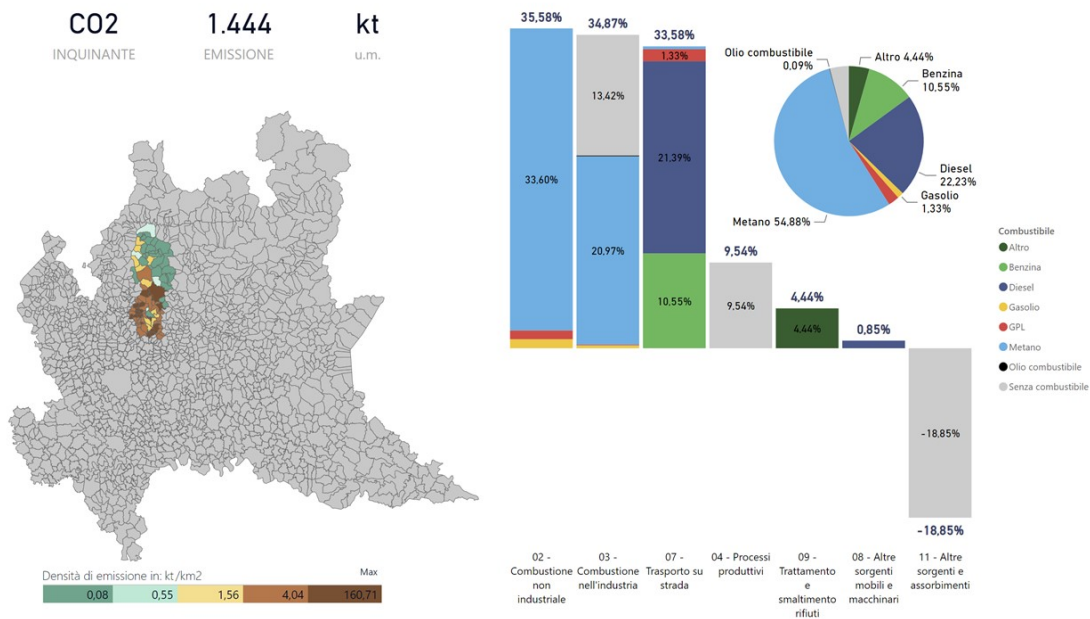 CO2
1.444
kt
INQUINANTE
EMISSIONE
u.m.
Densità di emissione in: kt/km2
Max
0,08
0,55
1,56
4,04
160,71
35,58%
34,87%
33,58%
9,54%
4,44%
0,85%
-18,85%
33,60%
13,42%
20,97%
1,33%
21,39%
10,55%
9,54%
4,44%
-18,85%
02 -
Combustione
non
industriale
03 -
Combustione
nell'industria
07 -
Trasporto su
strada
04 - Processi
produttivi
09 -
Trattamento
e
smaltimento
rifiuti
08 - Altre
sorgenti
mobili e
macchinari
11 - Altre
sorgenti e
assorbimenti
Olio combustibile
0,09%
Altro 4,44%
Benzina
10,55%
Diesel
22,23%
Gasolio
1,33%
Metano 54,88%
Combustibile
Altro
Benzina
Diesel
Gasolio
GPL
Metano
Olio combustibile
Senza combustibile